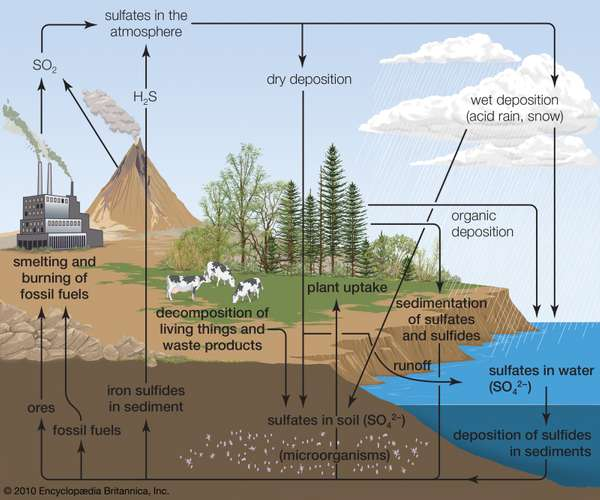 sulfates in the
atmosphere
SO₂
H₂S
dry deposition
wet deposition
(acid rain, snow)
organic
deposition
smelting and
burning of
fossil fuels
plant uptake
decomposition of
living things and
waste products
sedimentation
of sulfates
and sulfides
runoff
sulfates in water
(SO₄²⁻)
iron sulfides
in sediment
ores
fossil fuels
sulfates in soil (SO₄²⁻)
(microorganisms)
deposition of sulfides
in sediments
© 2010 Encyclopædia Britannica, Inc.